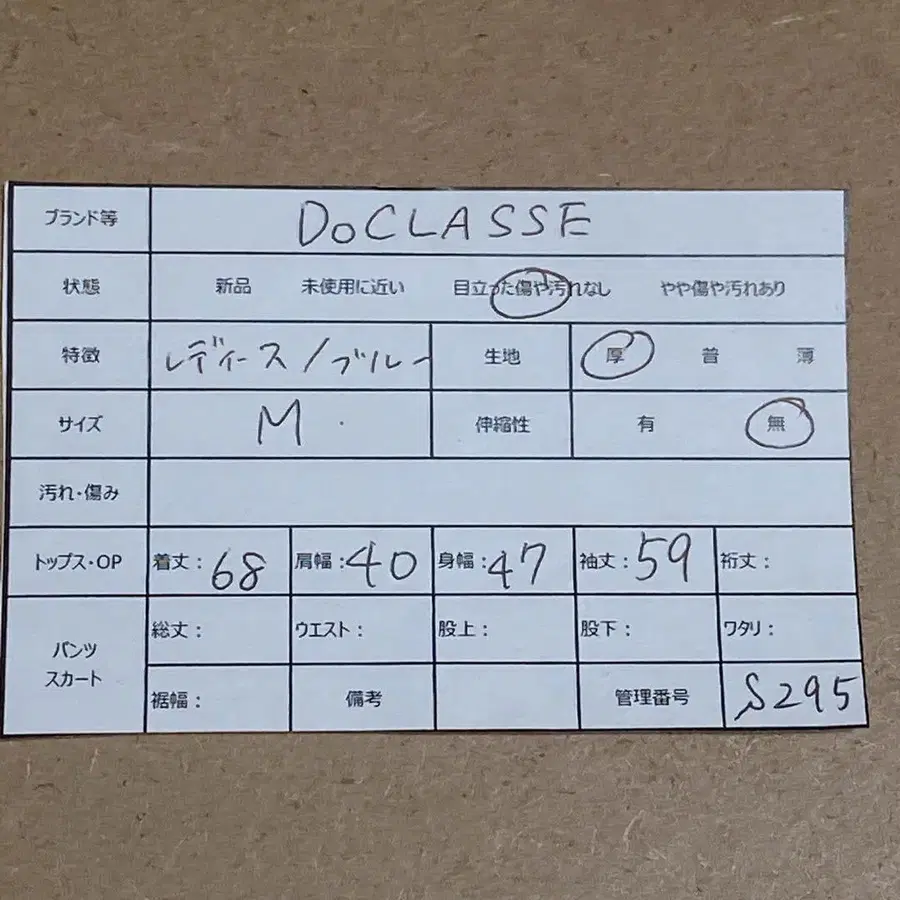 ブランド等 DoCLASSE
状態 新品 未使用に近い 目立った傷や汚れなし やや傷や汚れあり
特徴 レディース/ブルー 生地 厚 普 薄
サイズ M 伸縮性 有 無
汚れ・傷み
トップス・OP 着丈:68 肩幅:40 身幅:47 袖丈:59 裄丈:
パンツ スカート 総丈: ウエスト: 股上: 股下: ワタリ:
裾幅: 備考 管理番号 S295